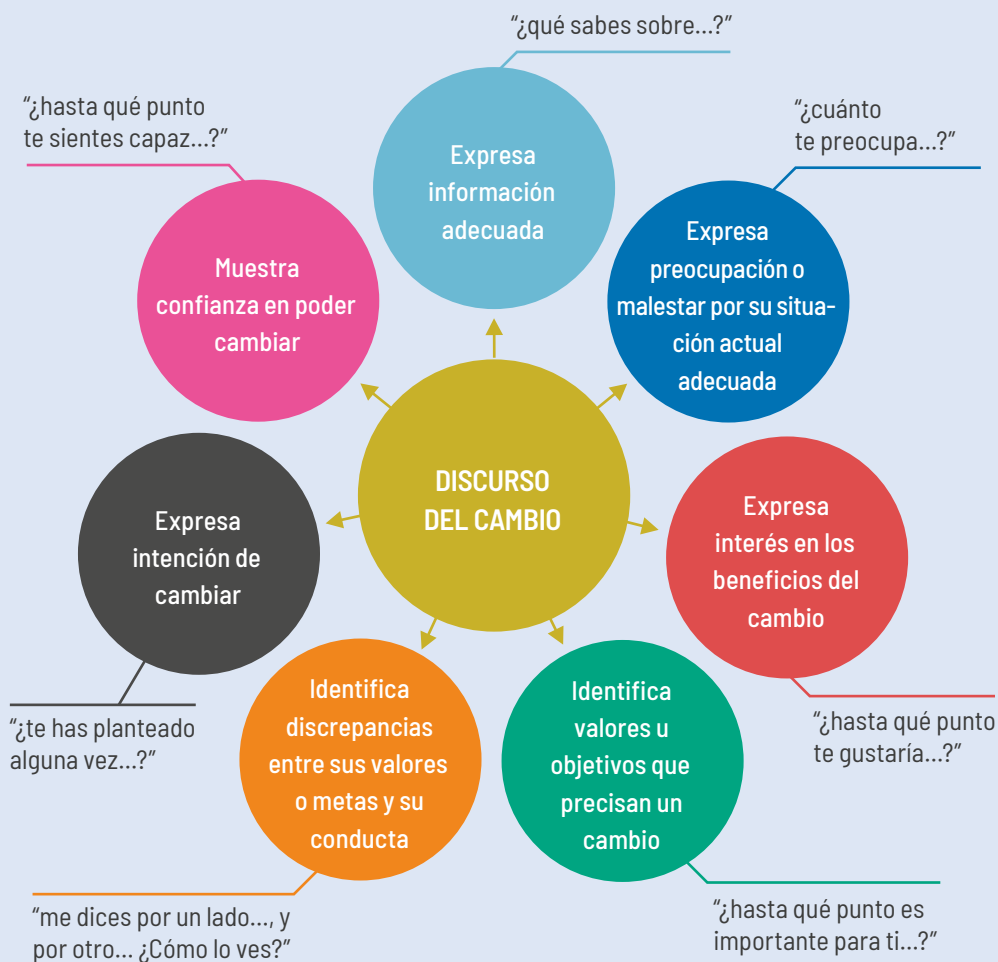 “¿qué sabes sobre...?”
Expresa
información
adecuada
“¿cuánto
te preocupa...?”
Expresa
preocupación o
malestar por su situa-
ción actual
adecuada
Expresa
interés en los
beneficios del
cambio
“¿hasta qué punto
te gustaría...?”
Identifica
valores u
objetivos que
precisan un
cambio
“¿hasta qué punto es
importante para ti...?”
Identifica
discrepancias
entre sus valores
o metas y su
conducta
“me dices por un lado..., y
por otro... ¿Cómo lo ves?”
Expresa
intención de
cambiar
“¿te has planteado
alguna vez...?”
“¿hasta qué punto
te sientes capaz...?”
Muestra
confianza en poder
cambiar
DISCURSO
DEL CAMBIO